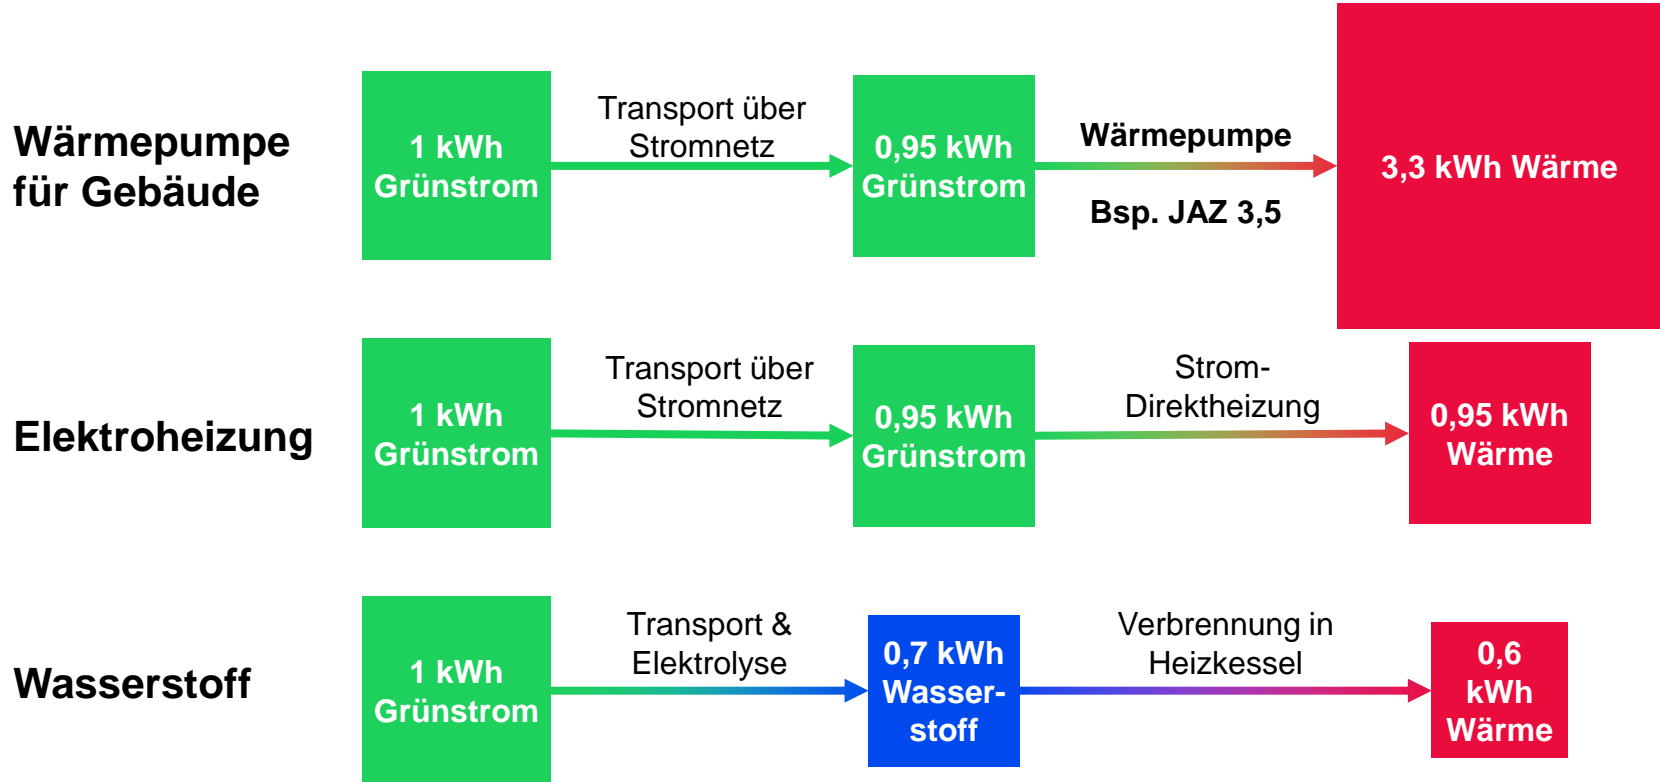 Wärmepumpe
für Gebäude
1 kWh
Grünstrom
Transport über
Stromnetz
0,95 kWh
Grünstrom
Wärmepumpe
Bsp. JAZ 3,5
3,3 kWh Wärme
Elektroheizung
1 kWh
Grünstrom
Transport über
Stromnetz
0,95 kWh
Grünstrom
Strom-
Direktheizung
0,95 kWh
Wärme
Wasserstoff
1 kWh
Grünstrom
Transport &
Elektrolyse
0,7 kWh
Wasser-
stoff
Verbrennung in
Heizkessel
0,6
kWh
Wärme